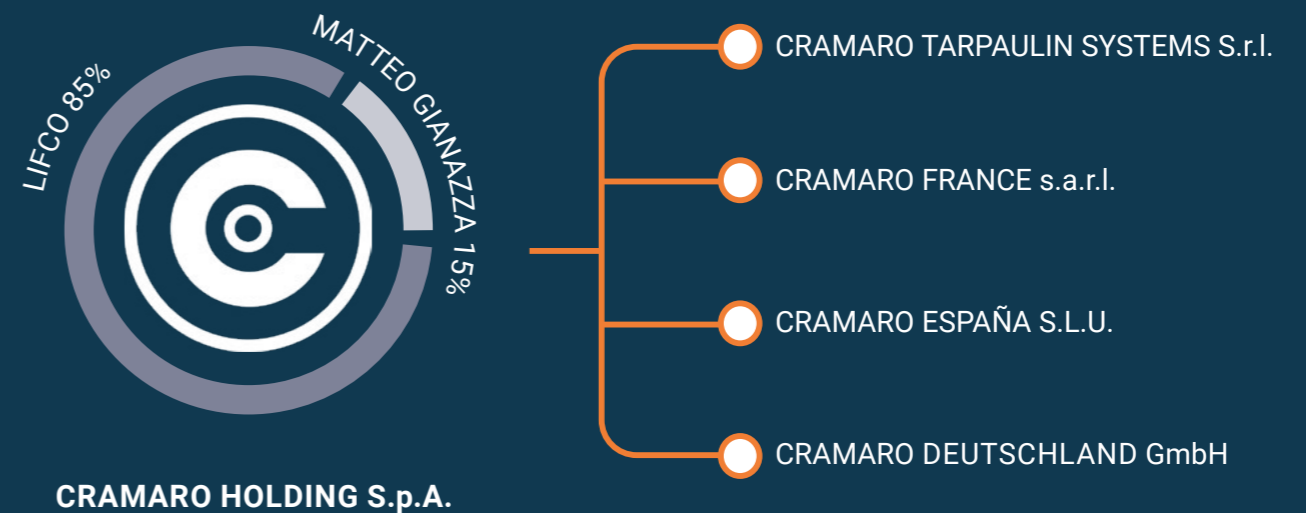 LIFCO 85%
MATTEO GIANAZZA 15%
CRAMARO HOLDING S.p.A.
CRAMARO TARPAULIN SYSTEMS S.r.l.
CRAMARO FRANCE s.a.r.l.
CRAMARO ESPAÑA S.L.U.
CRAMARO DEUTSCHLAND GmbH